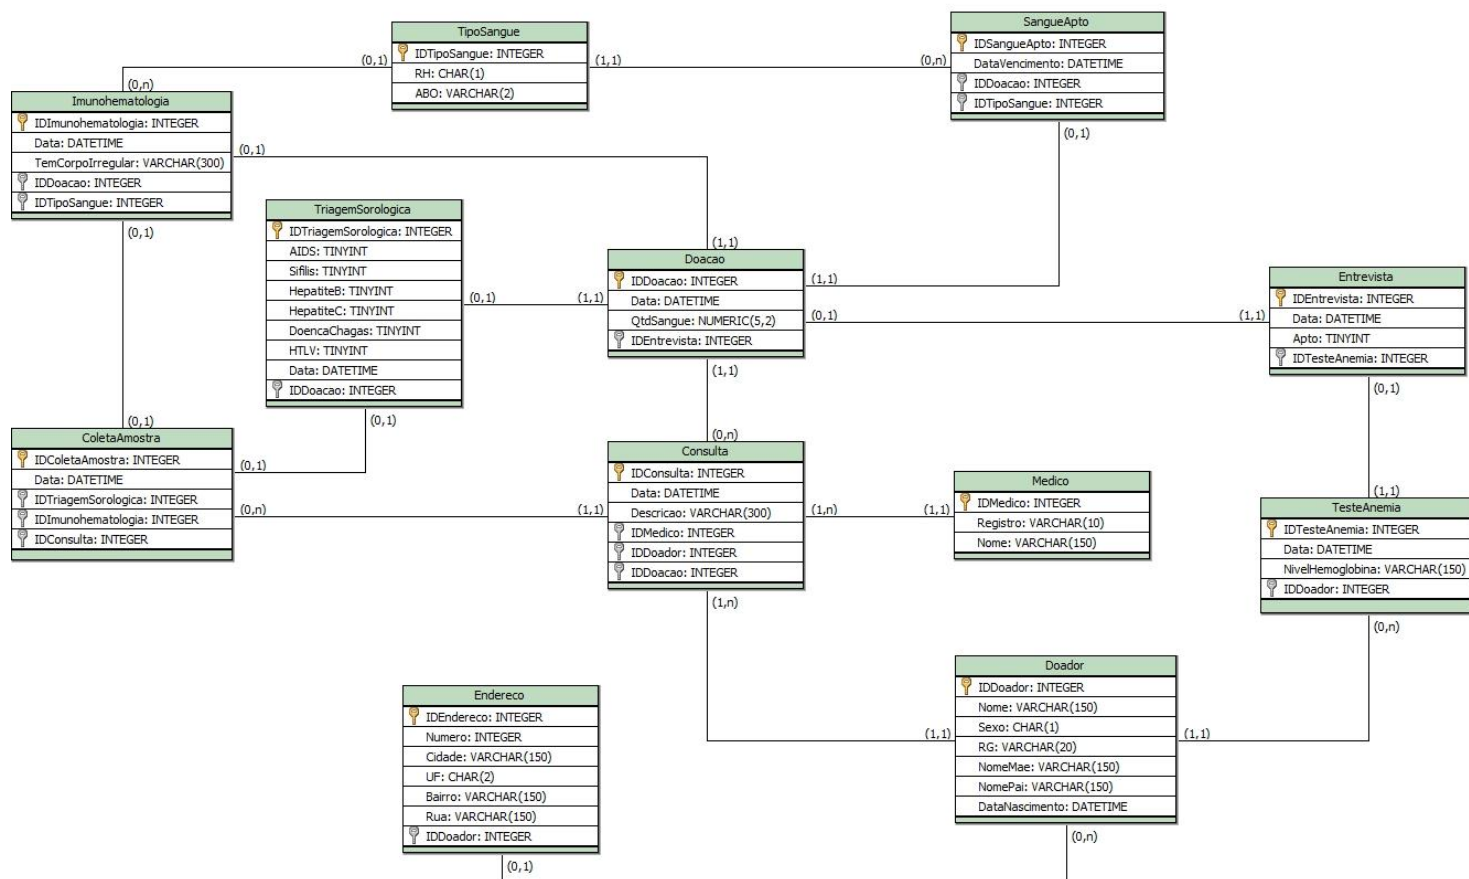 TipoSangue
IDTipoSangue: INTEGER
RH: CHAR(1)
ABO: VARCHAR(2)
(0,1)
(1,1)
(0,n)
SangueApto
IDSangueApto: INTEGER
DataVencimento: DATETIME
IDDoacao: INTEGER
IDTipoSangue: INTEGER
(0,1)
(0,n)
Imunohematologia
IDImunohematologia: INTEGER
Data: DATETIME
TemCorpoIrregular: VARCHAR(300)
IDDoacao: INTEGER
IDTipoSangue: INTEGER
(0,1)
(0,1)
TriagemSorologica
IDTriagemSorologica: INTEGER
AIDS: TINYINT
Sifilis: TINYINT
HepatiteB: TINYINT
HepatiteC: TINYINT
DoencaChagas: TINYINT
HTLV: TINYINT
Data: DATETIME
IDDoacao: INTEGER
(0,1)
(1,1)
(0,1)
(1,1)
Doacao
IDDoacao: INTEGER
Data: DATETIME
QtdSangue: NUMERIC(5,2)
IDEntrevista: INTEGER
(1,1)
(0,1)
(1,1)
(1,1)
Entrevista
IDEntrevista: INTEGER
Data: DATETIME
Apto: TINYINT
IDTesteAnemia: INTEGER
(0,1)
(0,1)
ColetaAmostra
IDColetaAmostra: INTEGER
Data: DATETIME
IDTriagemSorologica: INTEGER
IDImunohematologia: INTEGER
IDConsulta: INTEGER
(0,1)
(0,n)
(1,1)
(0,n)
Consulta
IDConsulta: INTEGER
Data: DATETIME
Descricao: VARCHAR(300)
IDMedico: INTEGER
IDDoador: INTEGER
IDDoacao: INTEGER
(1,n)
(1,1)
(1,n)
Medico
IDMedico: INTEGER
Registro: VARCHAR(10)
Nome: VARCHAR(150)
(1,1)
TesteAnemia
IDTesteAnemia: INTEGER
Data: DATETIME
NivelHemoglobina: VARCHAR(150)
IDDoador: INTEGER
(0,n)
Endereco
IDEndereco: INTEGER
Numero: INTEGER
Cidade: VARCHAR(150)
UF: CHAR(2)
Bairro: VARCHAR(150)
Rua: VARCHAR(150)
IDDoador: INTEGER
(0,1)
Doador
IDDoador: INTEGER
Nome: VARCHAR(150)
Sexo: CHAR(1)
RG: VARCHAR(20)
NomeMae: VARCHAR(150)
NomePai: VARCHAR(150)
DataNascimento: DATETIME
(1,1)
(1,1)
(0,n)